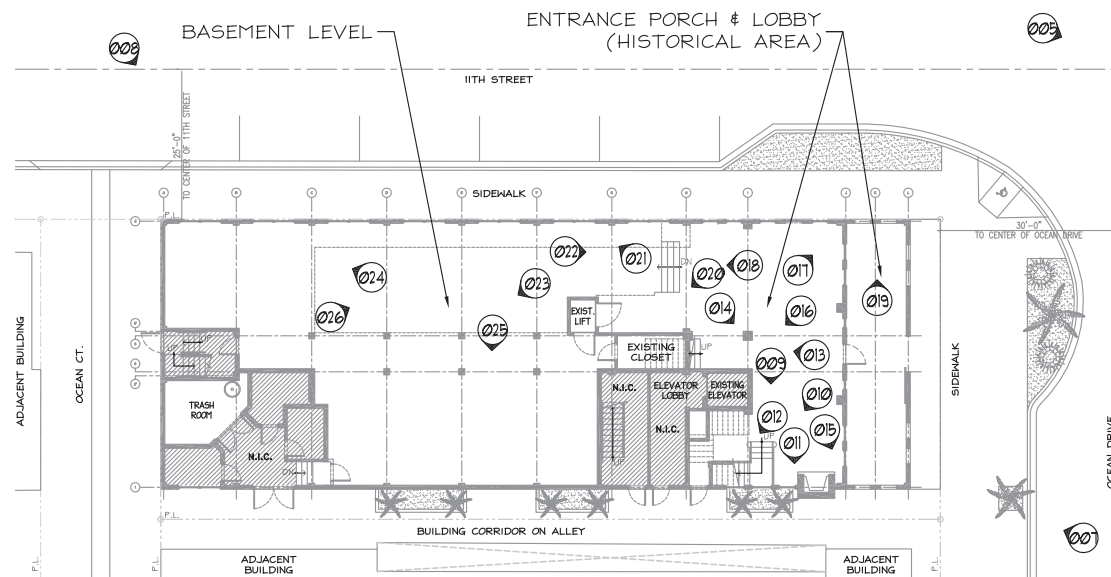 BASEMENT LEVEL
ENTRANCE PORCH & LOBBY
(HISTORICAL AREA)
008
005
11TH STREET
25'-0"
TO CENTER OF 11TH STREET
SIDEWALK
P.L.
A
B
C
D
E
F
G
H
I
J
K
L
30'-0"
TO CENTER OF OCEAN DRIVE
022
021
DN
020
018
017
024
023
019
026
025
014
016
EXIST.
LIFT
EXISTING
CLOSET
UP
009
013
UP
ADJACENT BUILDING
OCEAN CT.
SIDEWALK
TRASH
ROOM
N.I.C.
ELEVATOR
LOBBY
EXISTING
ELEVATOR
010
N.I.C.
012
011
015
UP
N.I.C.
UP
DN
OCEAN DRIVE
P.L.
BUILDING CORRIDOR ON ALLEY
007
ADJACENT
BUILDING
ADJACENT
BUILDING
P.L.
P.L.
P.L.